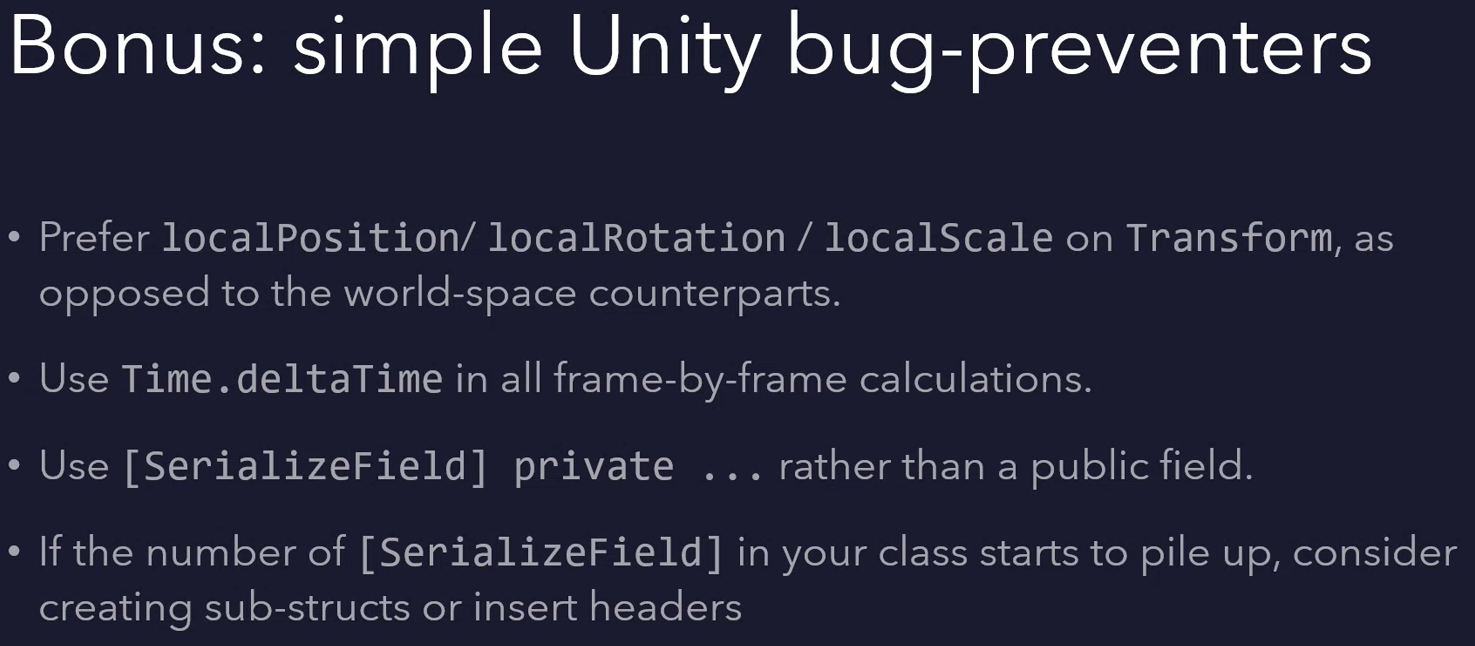 Bonus: simple Unity bug-preventers
• Prefer localPosition/ localRotation / localScale on Transform, as
opposed to the world-space counterparts.
• Use Time.deltaTime in all frame-by-frame calculations.
• Use [SerializeField] private ... rather than a public field.
• If the number of [SerializeField] in your class starts to pile up, consider
creating sub-structs or insert headers